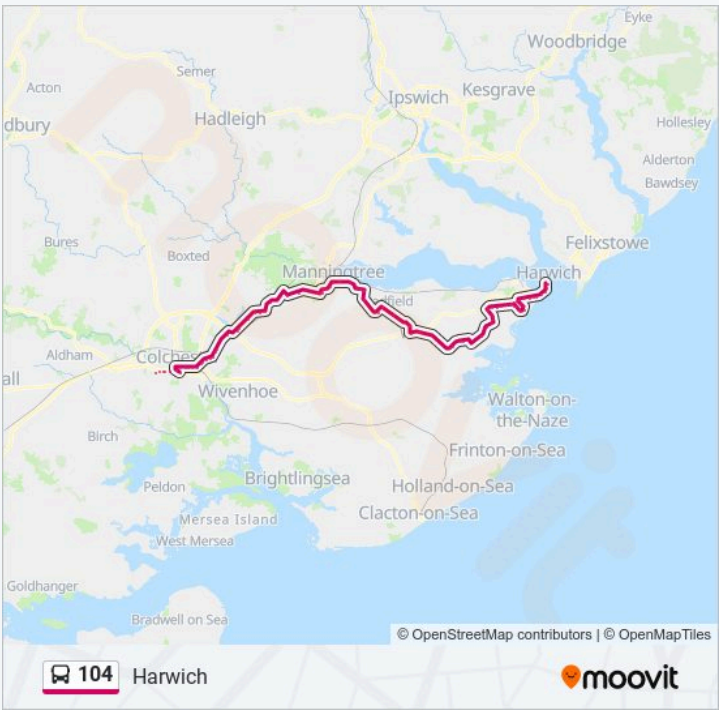 Eyke
Woodbridge
Semer
Acton
Ipswich
Kesgrave
Hadleigh
dbury
Hollesley
Alderton
Bawdsey
Bures
Boxted
Felixstowe
Manningtree
Harwich
field
Colches
Aldham
all
Wivenhoe
Walton-on-
the-Naze
Birch
Frinton-on-Sea
Peldon
Brightlingsea
Holland-on-Sea
Clacton-on-Sea
Mersea Island
West Mersea
Goldhanger
Bradwell on Sea
© OpenStreetMap contributors | © OpenMapTiles
104 Harwich
moovit